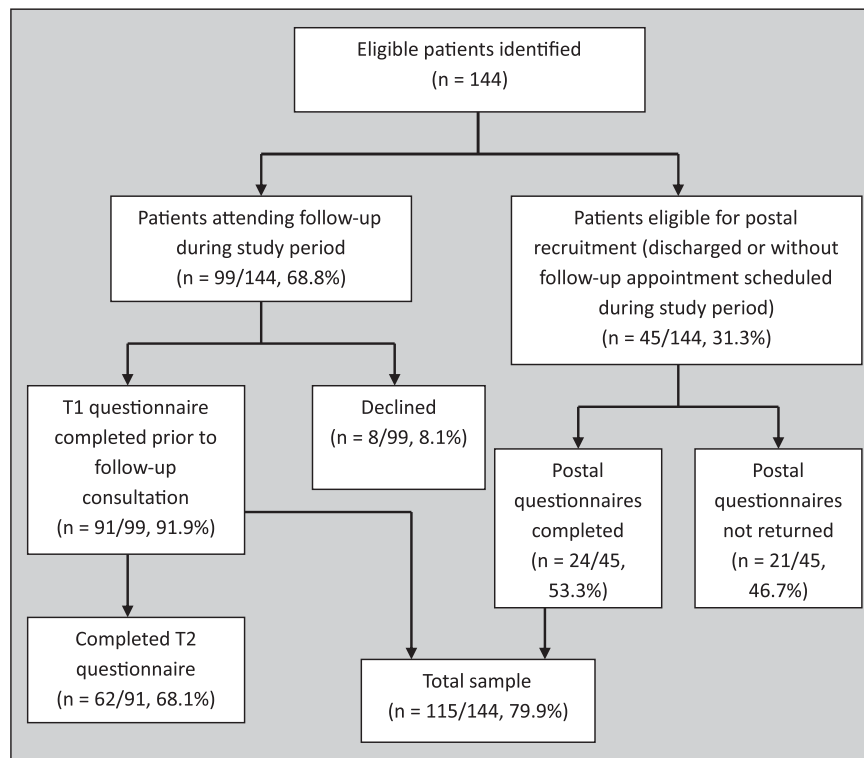 Eligible patients identified
(n = 144)
Patients attending follow-up
during study period
(n = 99/144, 68.8%)
Patients eligible for postal
recruitment (discharged or without
follow-up appointment scheduled
during study period)
(n = 45/144, 31.3%)
T1 questionnaire
completed prior to
follow-up
consultation
(n = 91/99, 91.9%)
Declined
(n = 8/99, 8.1%)
Postal
questionnaires
completed
(n = 24/45,
53.3%)
Postal
questionnaires
not returned
(n = 21/45,
46.7%)
Completed T2
questionnaire
(n = 62/91, 68.1%)
Total sample
(n = 115/144, 79.9%)